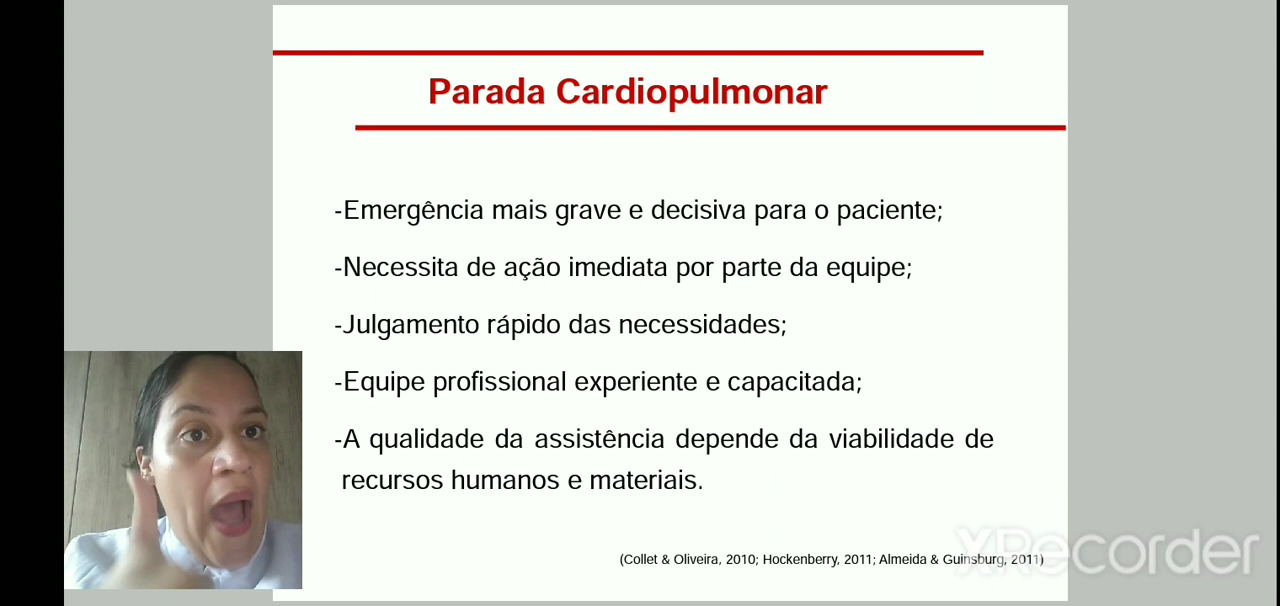 Parada Cardiopulmonar
-Emergência mais grave e decisiva para o paciente;
-Necessita de ação imediata por parte da equipe;
-Julgamento rápido das necessidades;
-Equipe profissional experiente e capacitada;
-A qualidade da assistência depende da viabilidade de
recursos humanos e materiais.
(Collet & Oliveira, 2010; Hockenberry, 2011; Almeida & Guinsburg, 2011)
XRecorder